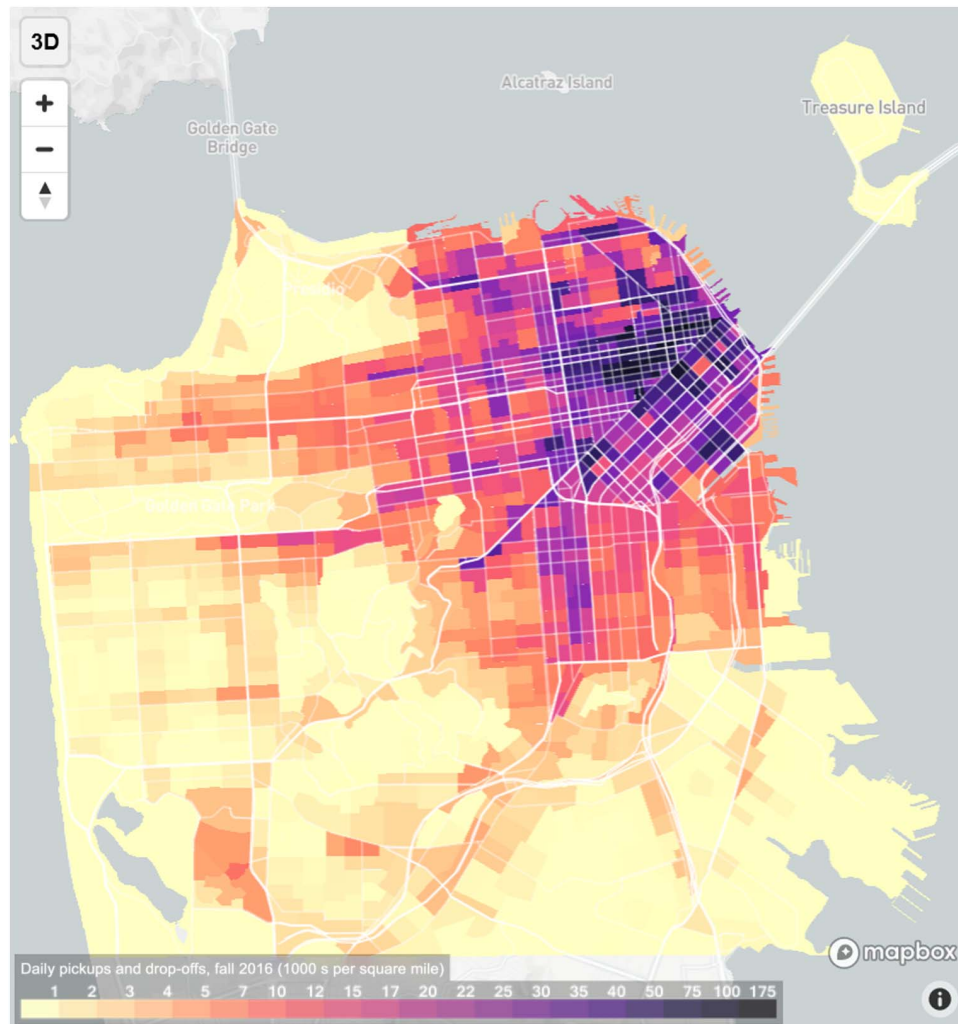 3D
+
−
Alcatraz Island
Treasure Island
Golden Gate
Bridge
Presidio
Golden Gate Park
mapbox
Daily pickups and drop-offs, fall 2016 (1000 s per square mile)
1 2 3 4 5 7 10 12 15 17 20 22 25 30 35 40 50 75 100 175
i